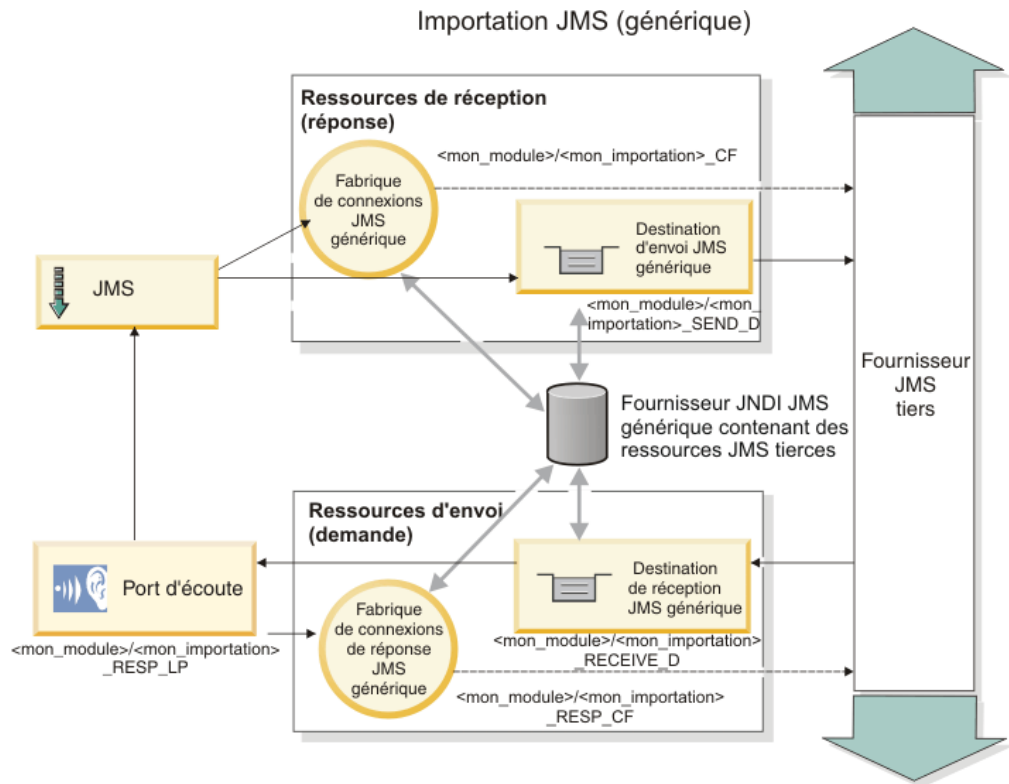 Importation JMS (générique)
Ressources de réception
(réponse)
<mon_module>/<mon_importation>_CF
Fabrique
de connexions
JMS
générique
Destination
d'envoi JMS
générique
JMS
<mon_module>/<mon_
importation>_SEND_D
Fournisseur
JMS
tiers
Fournisseur JNDI JMS
générique contenant des
ressources JMS tierces
Ressources d'envoi
(demande)
Port d'écoute
Destination
de réception
JMS générique
Fabrique
de connexions
de réponse
JMS
générique
<mon_module>/<mon_importation>
_RESP_LP
<mon_module>/<mon_importation>
_RECEIVE_D
<mon_module>/<mon_importation>
_RESP_CF